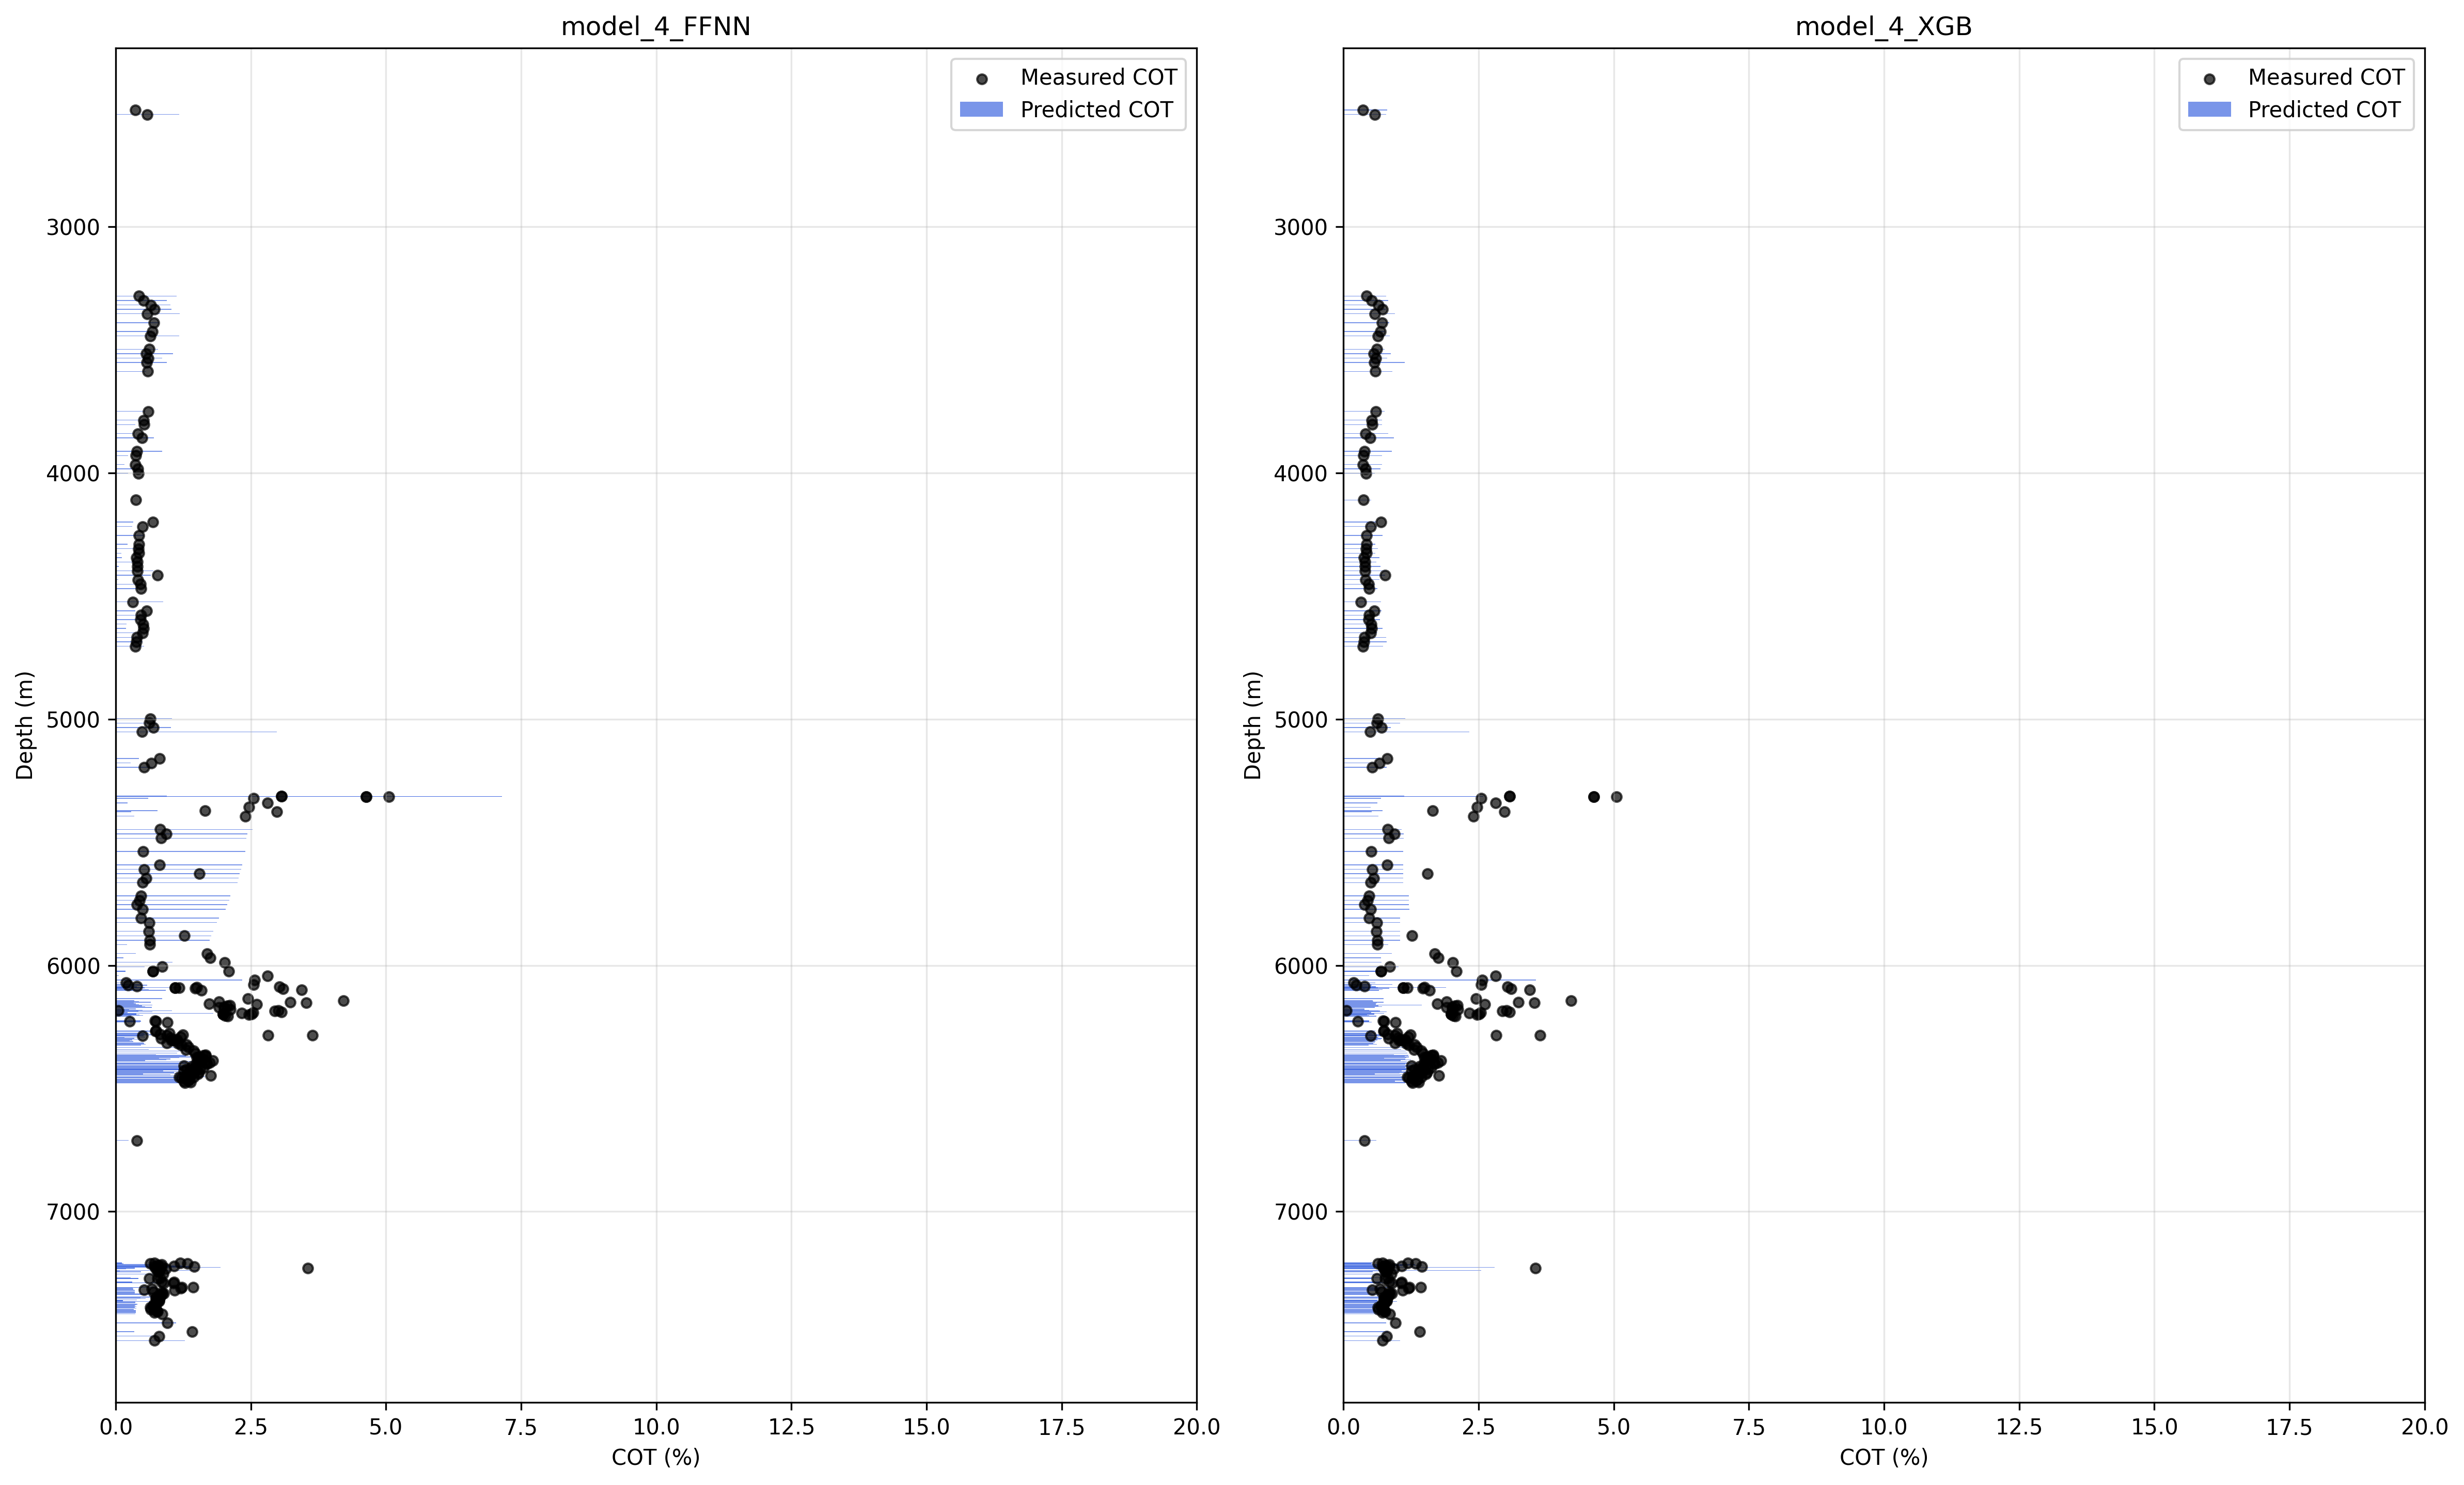 model_4_FFNN
Measured COT
Predicted COT
3000
4000
5000
6000
7000
Depth (m)
0.0 2.5 5.0 7.5 10.0 12.5 15.0 17.5 20.0
COT (%)
model_4_XGB
Measured COT
Predicted COT
3000
4000
5000
6000
7000
Depth (m)
0.0 2.5 5.0 7.5 10.0 12.5 15.0 17.5 20.0
COT (%)